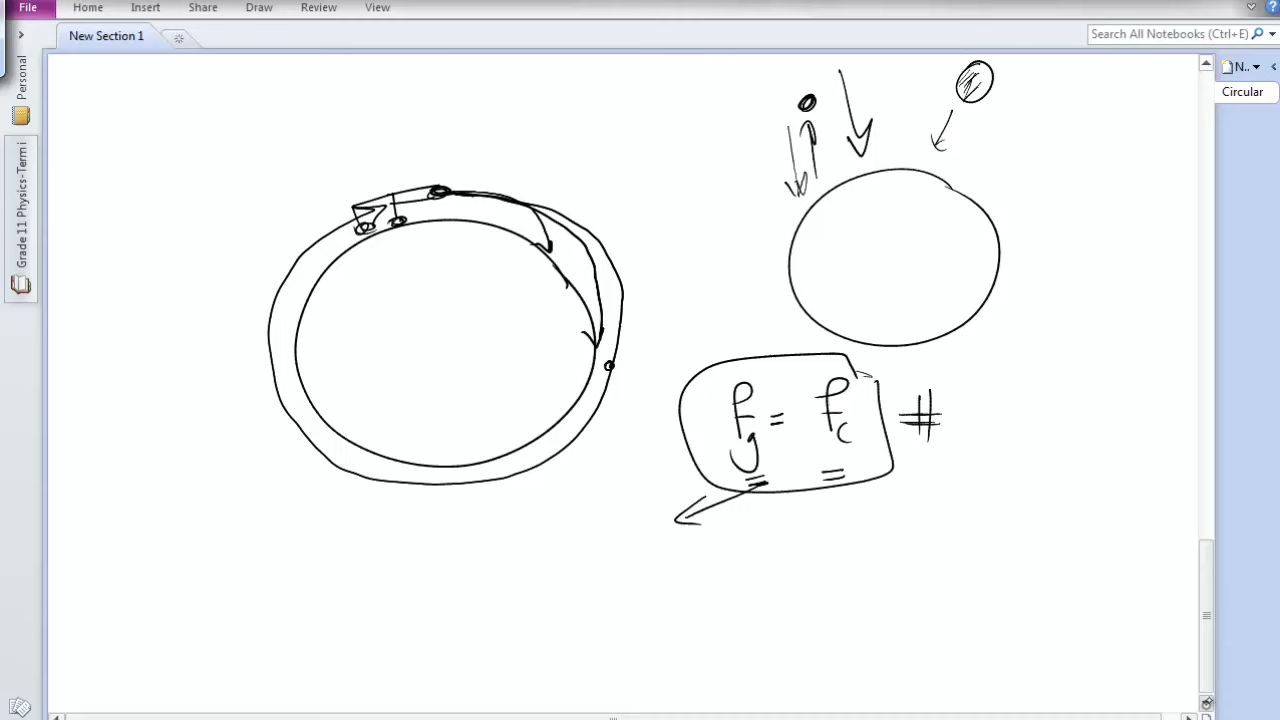 File Home Insert Share Draw Review View
New Section 1
Search All Notebooks (Ctrl+E)
Personal
Grade 11 Physics-Term i
N..
Circular
Fg = Fc #